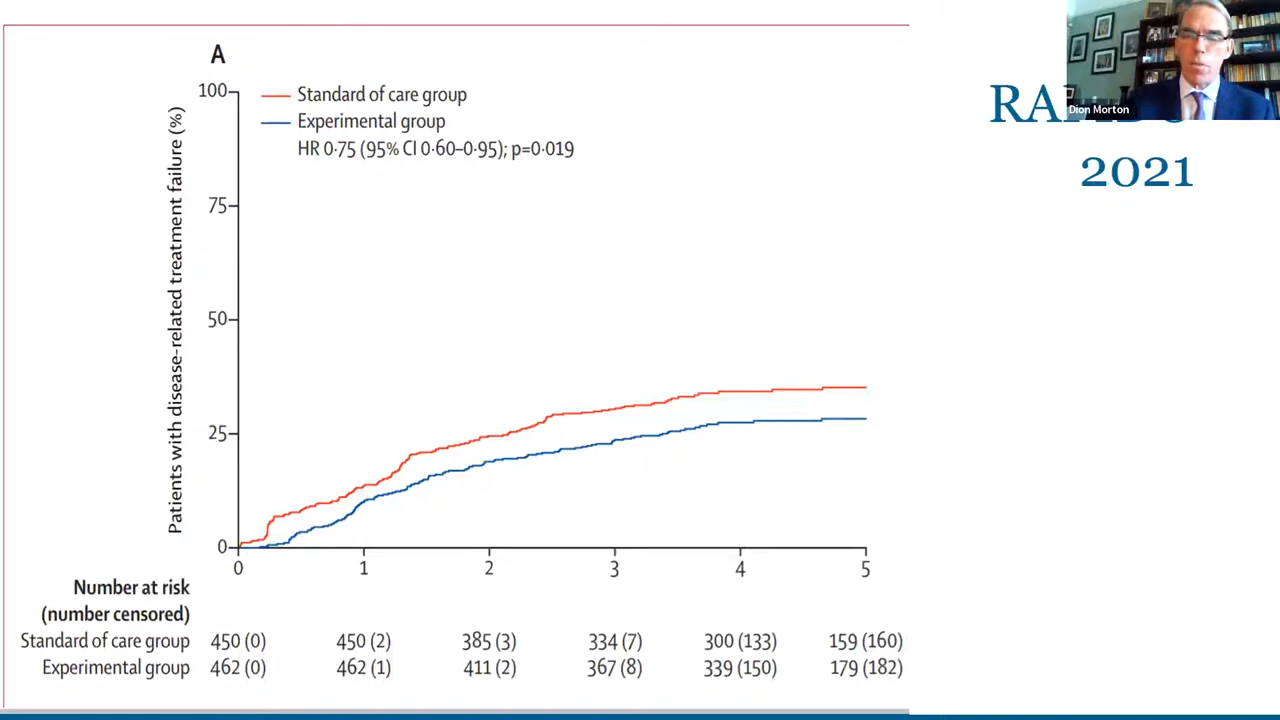 A
Standard of care group
Experimental group
HR 0·75 (95% CI 0·60–0·95); p=0·019
Patients with disease-related treatment failure (%)
100
75
50
25
0
0 1 2 3 4 5
Number at risk
(number censored)
Standard of care group 450 (0) 450 (2) 385 (3) 334 (7) 300 (133) 159 (160)
Experimental group 462 (0) 462 (1) 411 (2) 367 (8) 339 (150) 179 (182)
Dion Morton
2021